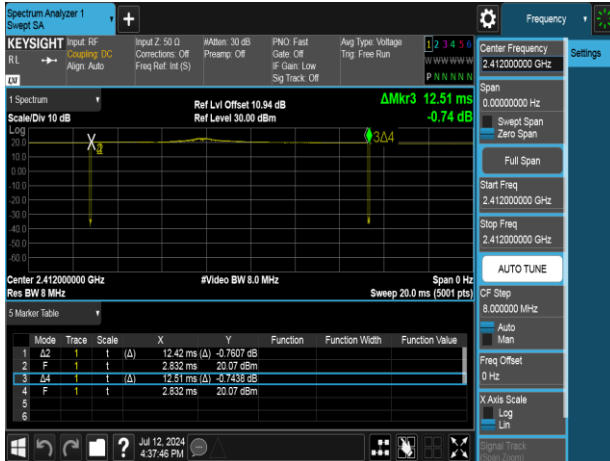 Spectrum Analyzer 1
Swept SA
+
Frequency
KEYSIGHT Input: RF Input Z: 50 Ω #Atten: 30 dB PNO: Fast Avg Type: Voltage 1 2 3 4 5 6
RL Coupling: DC Corrections: Off Preamp: Off Gate: Off Trig: Free Run W W W W W W
Align: Auto Freq Ref: Int (S) IF Gain: Low P N N N N N
Sig Track: Off
LXI
1 Spectrum Ref Lvl Offset 10.94 dB ΔMkr3 12.51 ms
Scale/Div 10 dB Ref Level 30.00 dBm -0.74 dB
Log
20.0
10.0
0.00
-10.0
-20.0
-30.0
-40.0
-50.0
-60.0
X2
3Δ4
Center 2.412000000 GHz #Video BW 8.0 MHz Span 0 Hz
Res BW 8 MHz Sweep 20.0 ms (5001 pts)
5 Marker Table
Mode Trace Scale X Y Function Function Width Function Value
1 Δ2 1 t (Δ) 12.42 ms (Δ) -0.7607 dB
2 F 1 t 2.832 ms 20.07 dBm
3 Δ4 1 t (Δ) 12.51 ms (Δ) -0.7438 dB
4 F 1 t 2.832 ms 20.07 dBm
5
6
Center Frequency
2.412000000 GHz
Settings
Span
0.00000000 Hz
Swept Span
Zero Span
Full Span
Start Freq
2.412000000 GHz
Stop Freq
2.412000000 GHz
AUTO TUNE
CF Step
8.000000 MHz
Auto
Man
Freq Offset
0 Hz
X Axis Scale
Log
Lin
Signal Track
(Span Zoom)
? Jul 12, 2024
4:37:46 PM